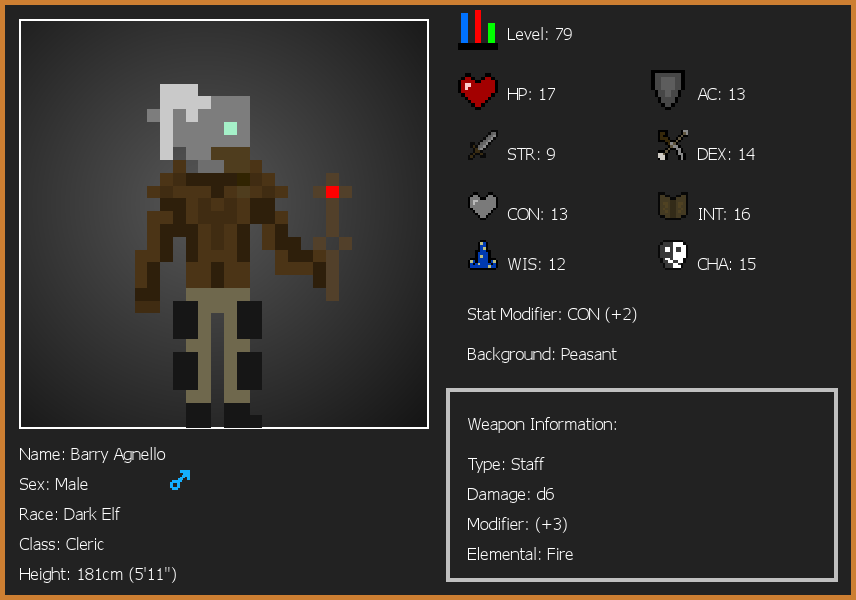 Level: 79
HP: 17
AC: 13
STR: 9
DEX: 14
CON: 13
INT: 16
WIS: 12
CHA: 15
Stat Modifier: CON (+2)
Background: Peasant
Weapon Information:
Type: Staff
Damage: d6
Modifier: (+3)
Elemental: Fire
Name: Barry Agnello
Sex: Male
Race: Dark Elf
Class: Cleric
Height: 181cm (5'11")